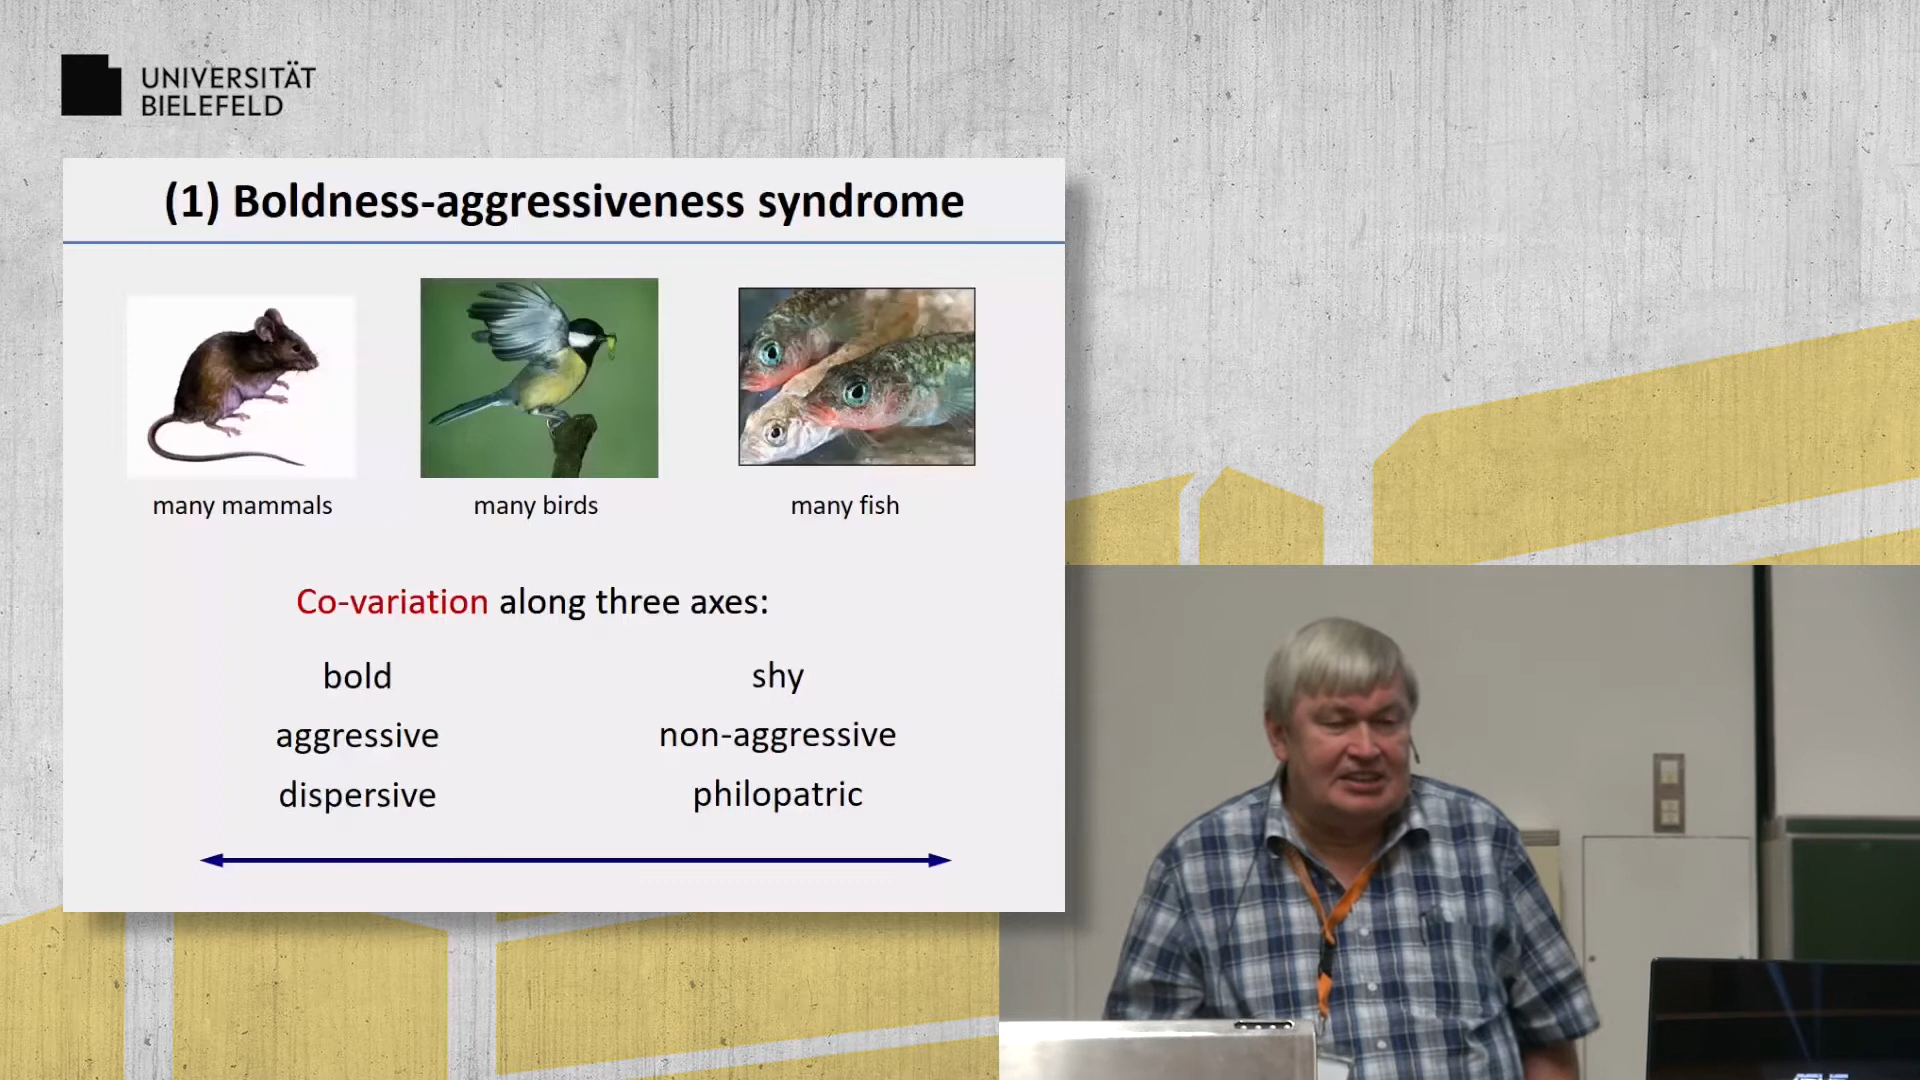 UNIVERSITÄT
BIELEFELD
(1) Boldness-aggressiveness syndrome
many mammals
many birds
many fish
Co-variation along three axes:
bold
shy
aggressive
non-aggressive
dispersive
philopatric